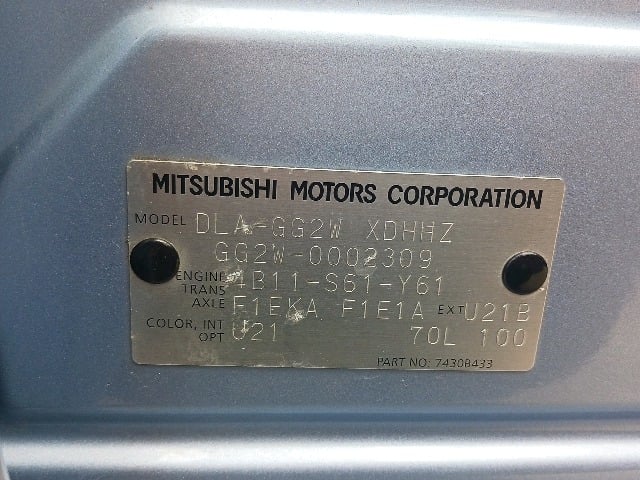 MITSUBISHI MOTORS CORPORATION
MODEL DLA-GG2W XDHHZ
GG2W-0002309
ENGINE 4B11-S61-Y61
TRANS AXLE F1EKA F1E1A EXT U21B
COLOR, INT OPT U21 70L 100
PART NO: 7430B433